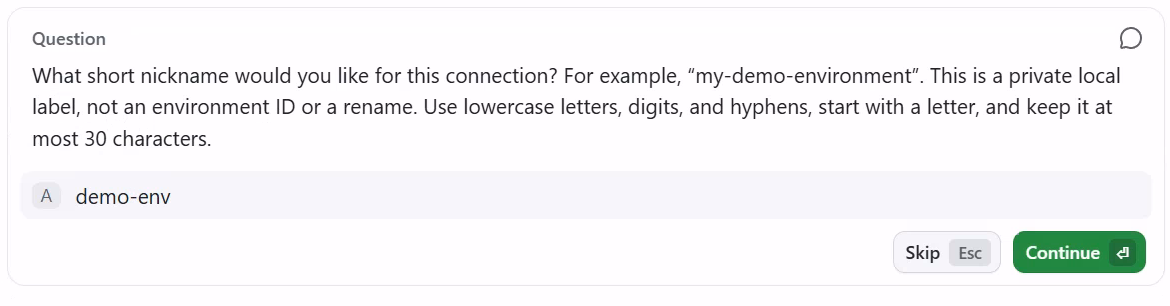 Question
What short nickname would you like for this connection? For example, “my-demo-environment”. This is a private local
label, not an environment ID or a rename. Use lowercase letters, digits, and hyphens, start with a letter, and keep it at
most 30 characters.
A demo-env
Skip Esc Continue ⏎